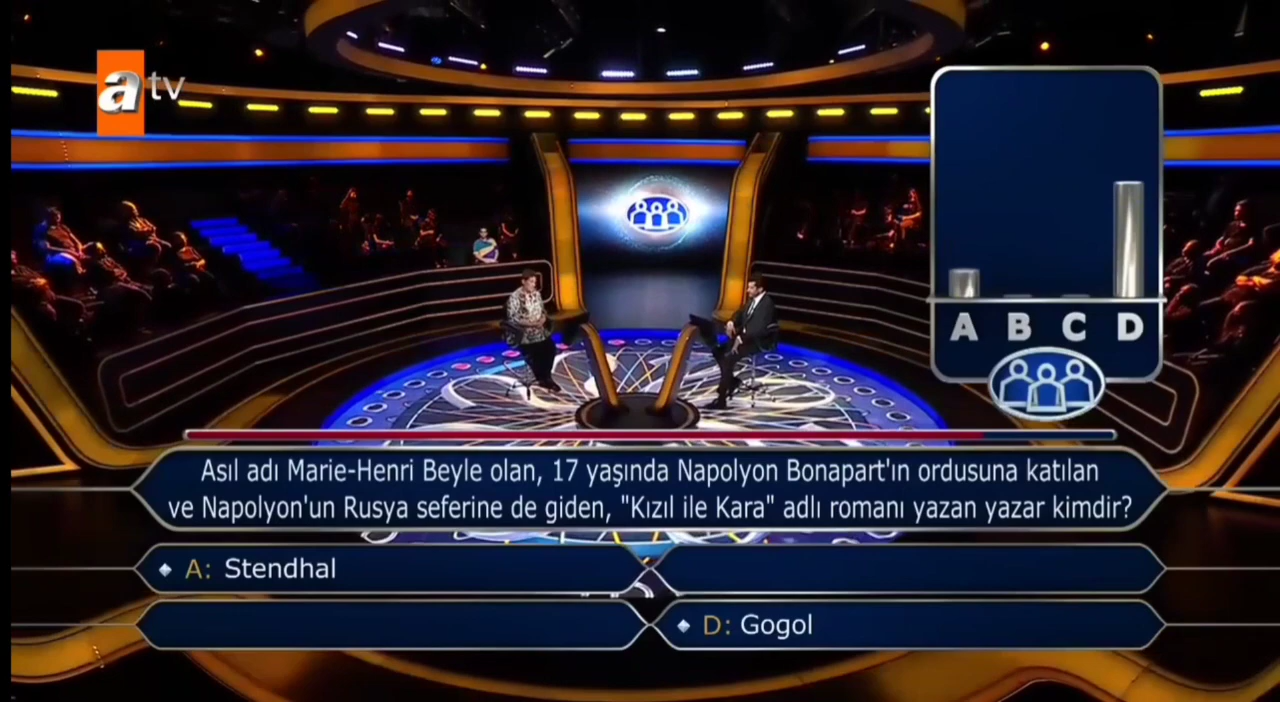 atv
A B C D
Asıl adı Marie-Henri Beyle olan, 17 yaşında Napolyon Bonapart'ın ordusuna katılan
ve Napolyon'un Rusya seferine de giden, "Kızıl ile Kara" adlı romanı yazan yazar kimdir?
A: Stendhal
D: Gogol